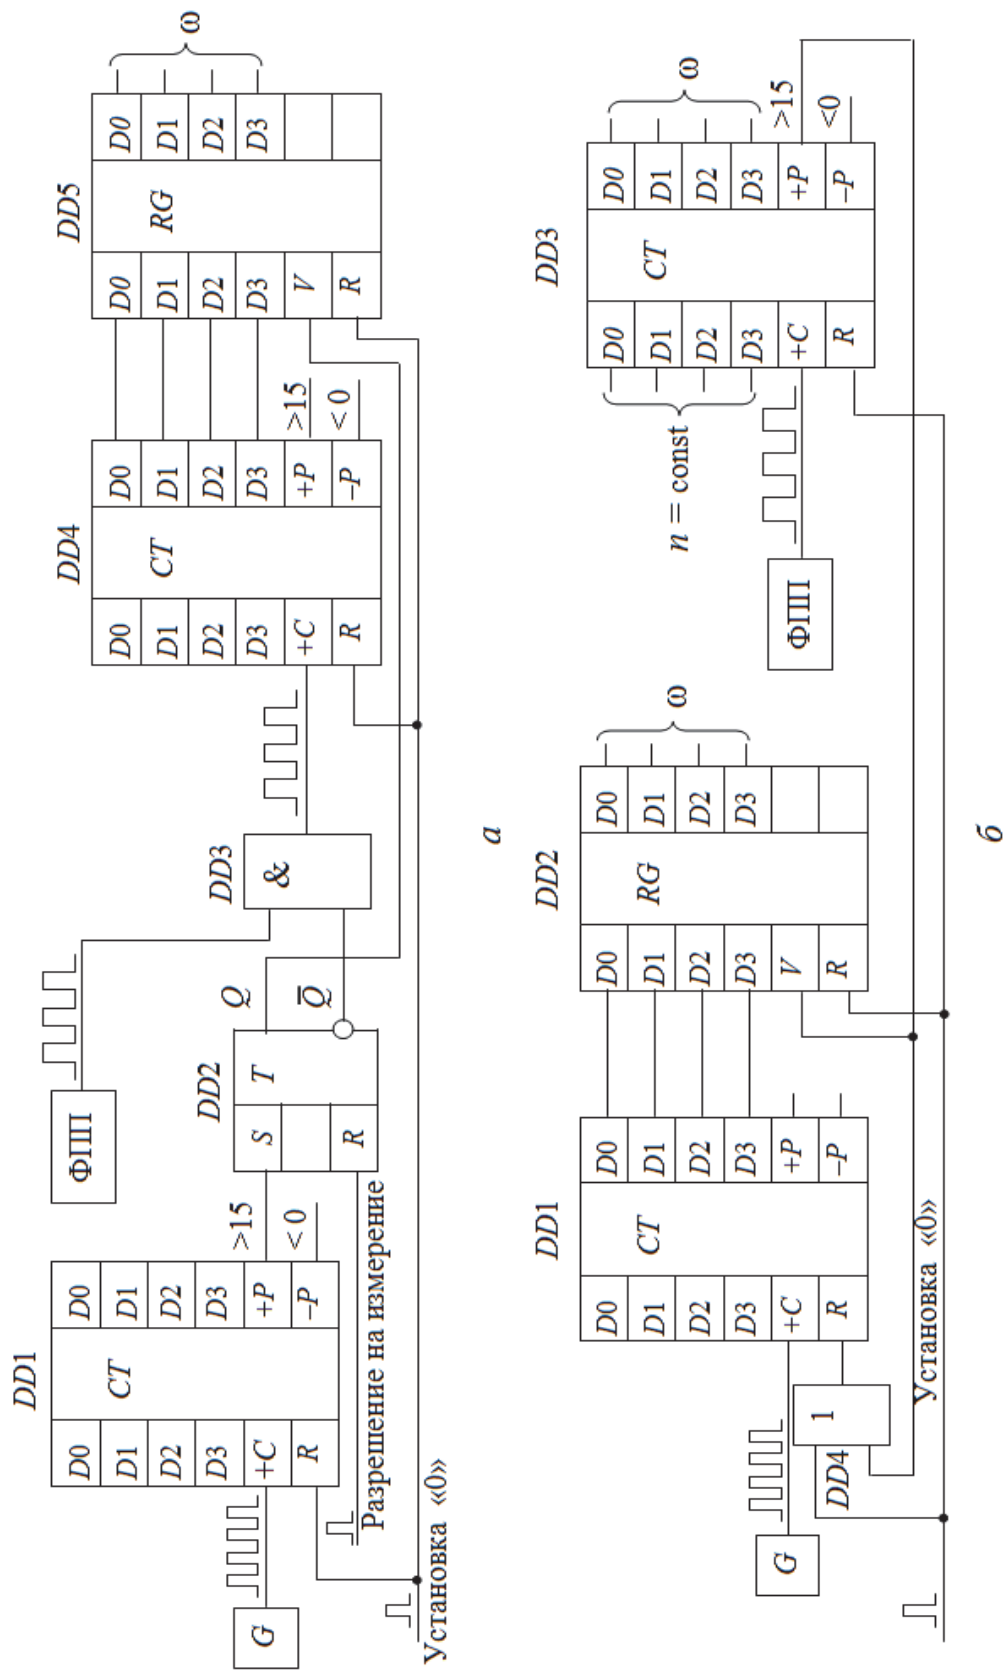 DD1
D0 D0
D1 CT D1
D2 D2
D3 D3
+C +P >15
R –P < 0
G
Установка «0»
Разрешение на измерение
ФПП
DD2
S T Q
R Q̅
DD3
&
DD4
D0 D0
D1 CT D1
D2 D2
D3 D3
+C +P >15
R –P < 0
DD5
D0 D0
D1 RG D1
D2 D2
D3 D3
V
R
ω
а
G
DD4
1
Установка «0»
DD1
D0 D0
D1 CT D1
D2 D2
D3 D3
+C +P
R –P
DD2
D0 D0
D1 RG D1
D2 D2
D3 D3
V
R
ω
ФПП
n = const
DD3
D0 D0
D1 CT D1
D2 D2
D3 D3
+C +P >15
R –P <0
ω
б